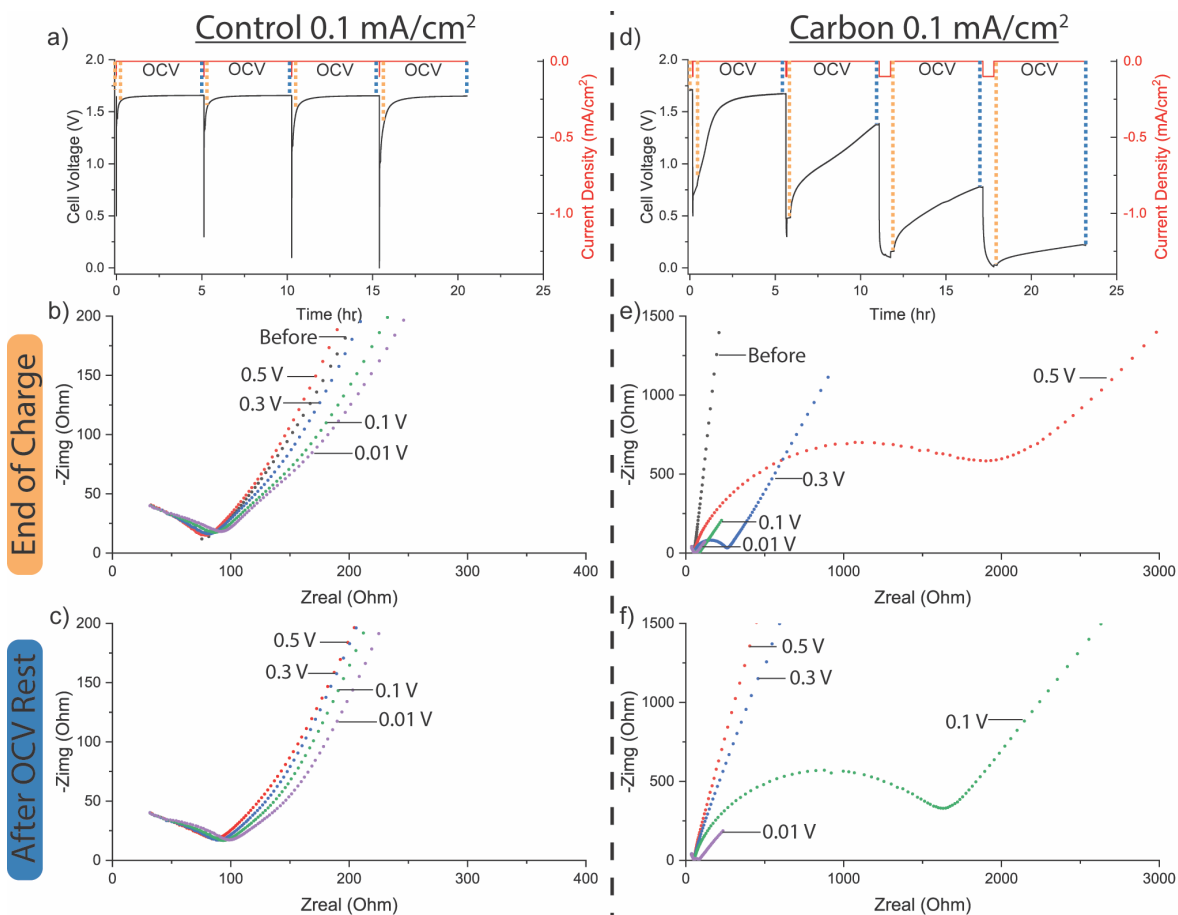 Control 0.1 mA/cm²
Carbon 0.1 mA/cm²
a)
2.0
1.5
1.0
0.5
0.0
Cell Voltage (V)
OCV
OCV
OCV
OCV
0.0
-0.5
-1.0
Current Density (mA/cm²)
0
5
10
15
20
25
Time (hr)
d)
2.0
1.5
1.0
0.5
0.0
Cell Voltage (V)
OCV
OCV
OCV
OCV
0.0
-0.5
-1.0
Current Density (mA/cm²)
0
5
10
15
20
25
Time (hr)
End of Charge
b)
200
150
100
50
0
-Zimg (Ohm)
Before
0.5 V
0.3 V
0.1 V
0.01 V
0
100
200
300
400
Zreal (Ohm)
e)
1500
1000
500
0
-Zimg (Ohm)
Before
0.5 V
0.3 V
0.1 V
0.01 V
0
1000
2000
3000
Zreal (Ohm)
After OCV Rest
c)
200
150
100
50
0
-Zimg (Ohm)
0.5 V
0.3 V
0.1 V
0.01 V
0
100
200
300
400
Zreal (Ohm)
f)
1500
1000
500
0
-Zimg (Ohm)
0.5 V
0.3 V
0.1 V
0.01 V
0
1000
2000
3000
Zreal (Ohm)